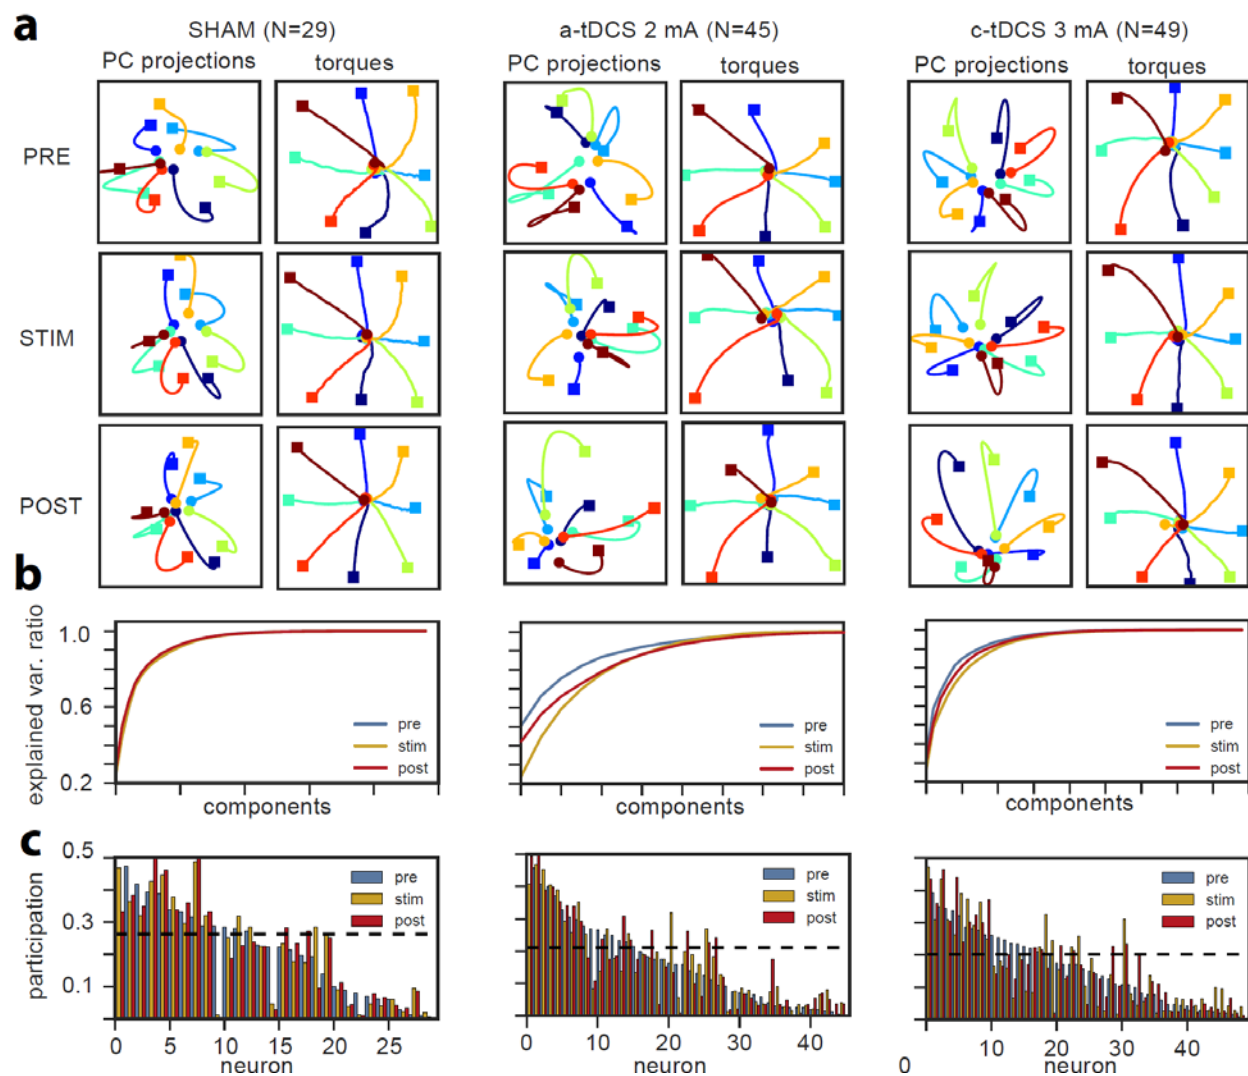 a
SHAM (N=29)
a-tDCS 2 mA (N=45)
c-tDCS 3 mA (N=49)
PC projections
torques
PC projections
torques
PC projections
torques
PRE
STIM
POST
b
explained var. ratio
1.0
0.6
0.2
pre
stim
post
components
pre
stim
post
components
pre
stim
post
components
c
participation
0.5
0.3
0.1
pre
stim
post
0 5 10 15 20 25
neuron
pre
stim
post
0 10 20 30 40
neuron
pre
stim
post
0 10 20 30 40
neuron